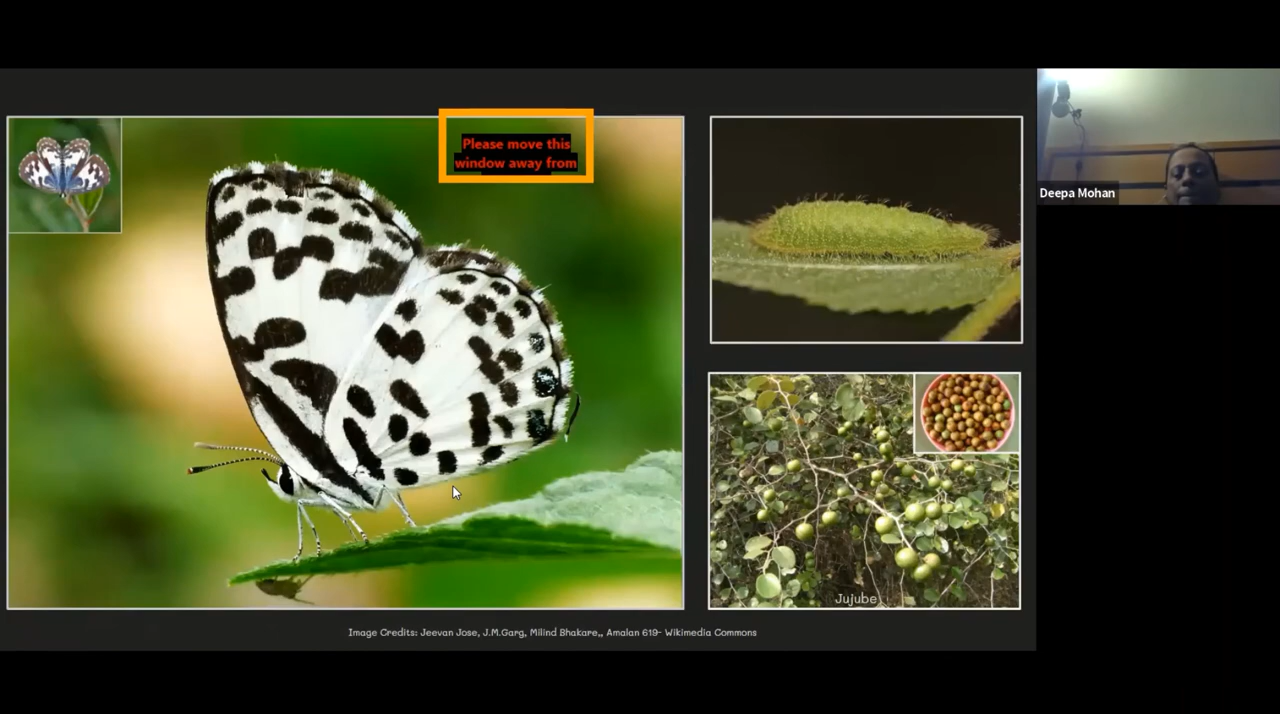 Please move this
window away from
Deepa Mohan
Jujube
Image Credits: Jeevan Jose, J.M.Garg, Milind Bhakare,, Amalan 619- Wikimedia Commons